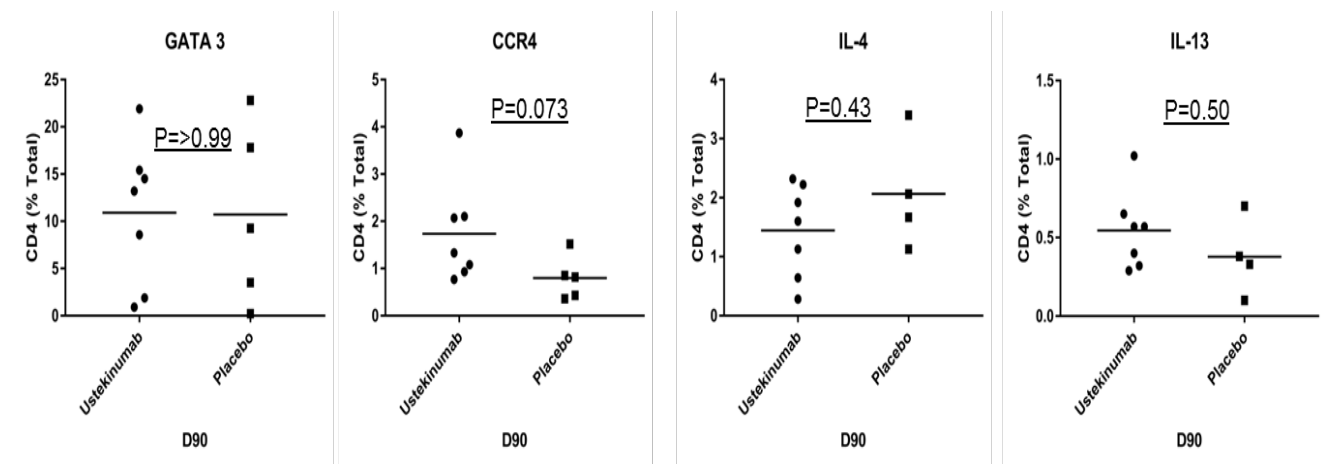 GATA 3
25
20
15
10
5
0
CD4 (% Total)
P=>0.99
Ustekinumab
Placebo
D90
CCR4
5
4
3
2
1
0
CD4 (% Total)
P=0.073
Ustekinumab
Placebo
D90
IL-4
4
3
2
1
0
CD4 (% Total)
P=0.43
Ustekinumab
Placebo
D90
IL-13
1.5
1.0
0.5
0.0
CD4 (% Total)
P=0.50
Ustekinumab
Placebo
D90